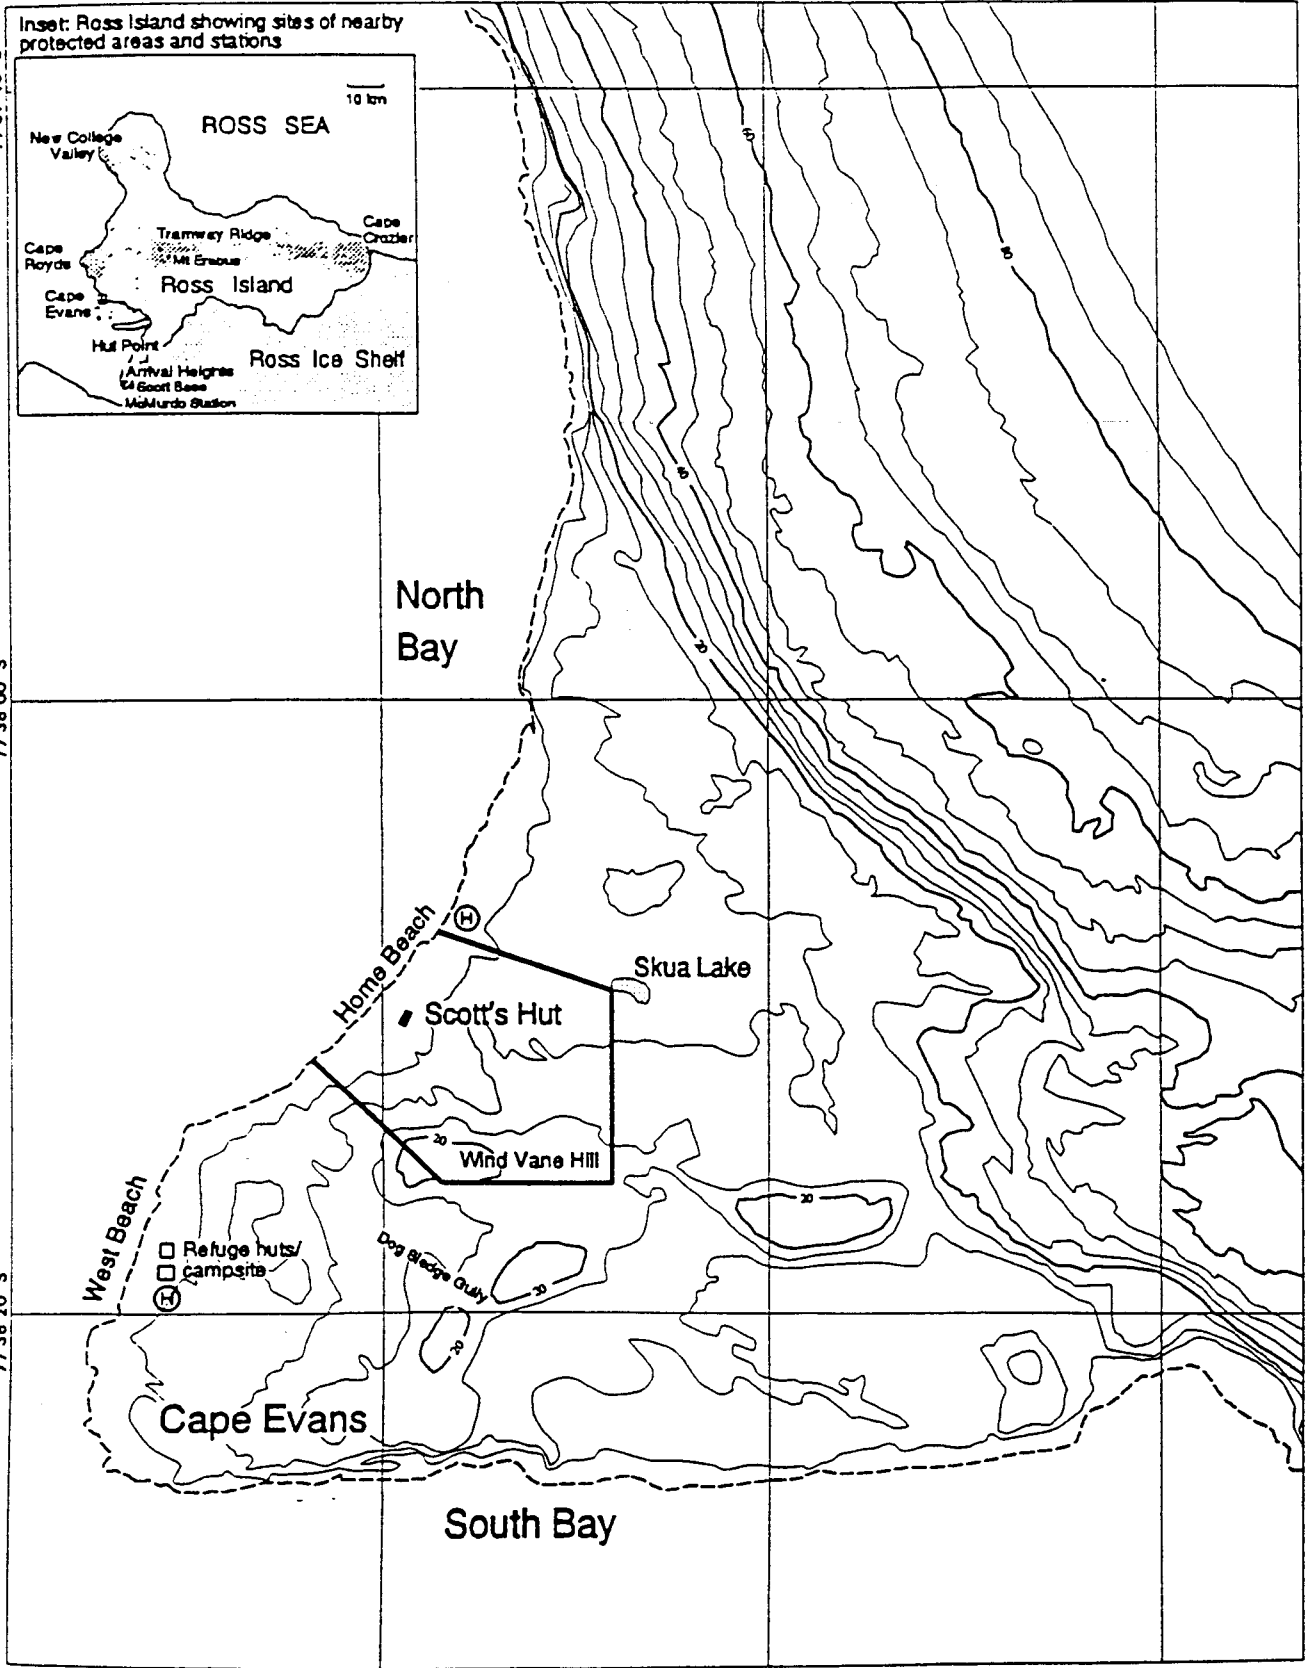 Inset: Ross Island showing sites of nearby
protected areas and stations
10 km
ROSS SEA
New College
Valley
Cape
Crozier
Tramway Ridge
Cape
Royds
Mt Erebus
Ross Island
Cape
Evans
Hut Point
Ross Ice Shelf
Arrival Heights
Scott Base
McMurdo Station
North
Bay
20
Home Beach
H
Skua Lake
Scott's Hut
20
Wind Vane Hill
West Beach
20
Refuge huts/
campsite
H
Dog Sledge Gully
20
Cape Evans
South Bay